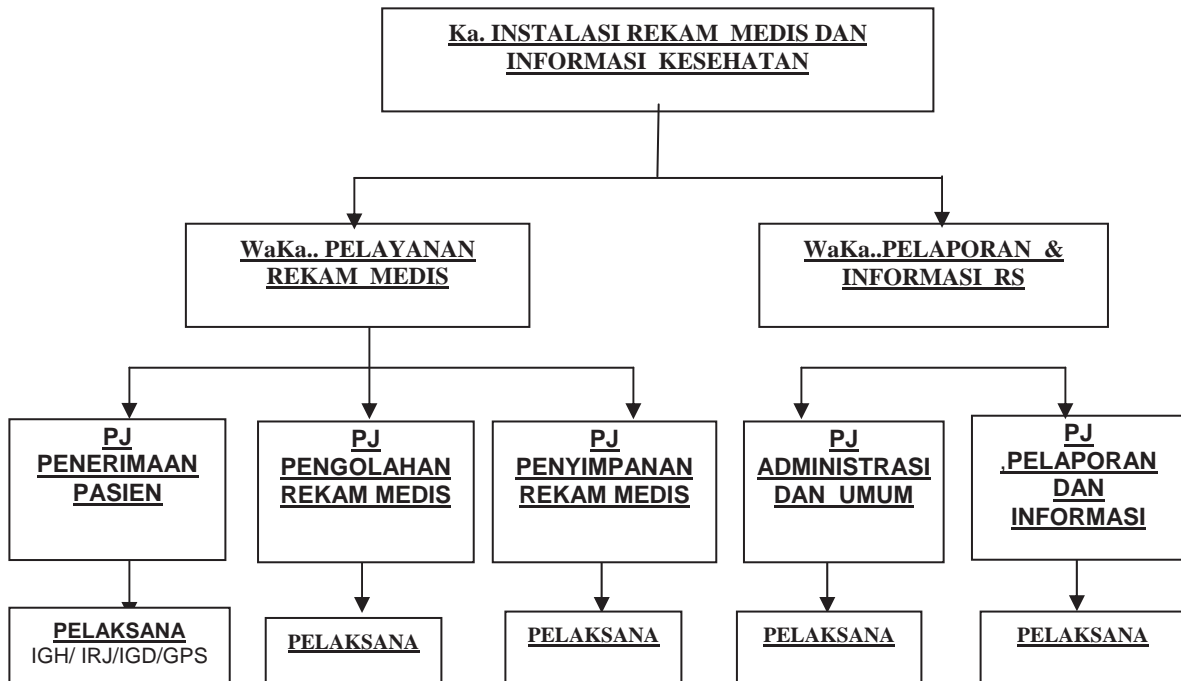 Ka. INSTALASI REKAM MEDIS DAN
INFORMASI KESEHATAN
WaKa.. PELAYANAN
REKAM MEDIS
WaKa..PELAPORAN &
INFORMASI RS
PJ
PENERIMAAN
PASIEN
PJ
PENGOLAHAN
REKAM MEDIS
PJ
PENYIMPANAN
REKAM MEDIS
PJ
ADMINISTRASI
DAN UMUM
PJ
,PELAPORAN
DAN
INFORMASI
PELAKSANA
IGH/ IRJ/IGD/GPS
PELAKSANA
PELAKSANA
PELAKSANA
PELAKSANA